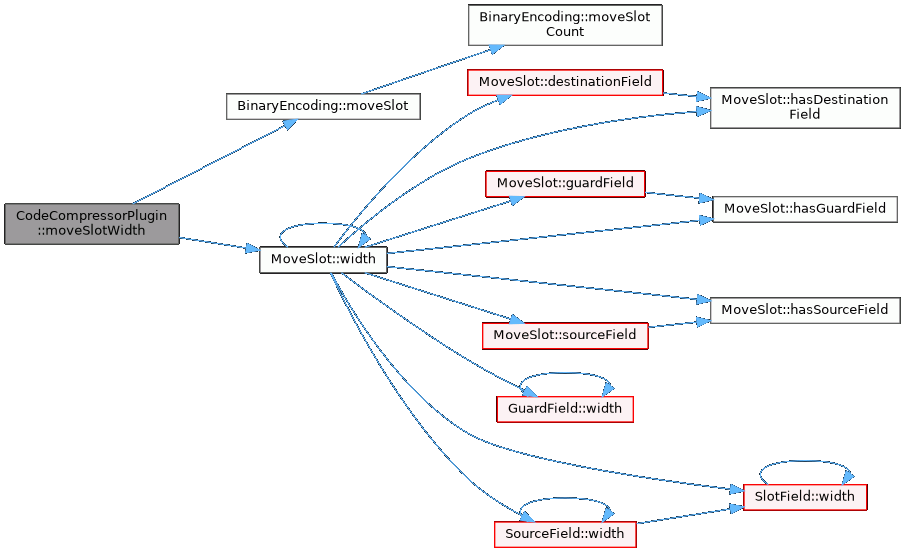 BinaryEncoding::moveSlot
Count
MoveSlot::destinationField
BinaryEncoding::moveSlot
MoveSlot::hasDestination
Field
MoveSlot::guardField
CodeCompressorPlugin
::moveSlotWidth
MoveSlot::hasGuardField
MoveSlot::width
MoveSlot::hasSourceField
MoveSlot::sourceField
GuardField::width
SlotField::width
SourceField::width